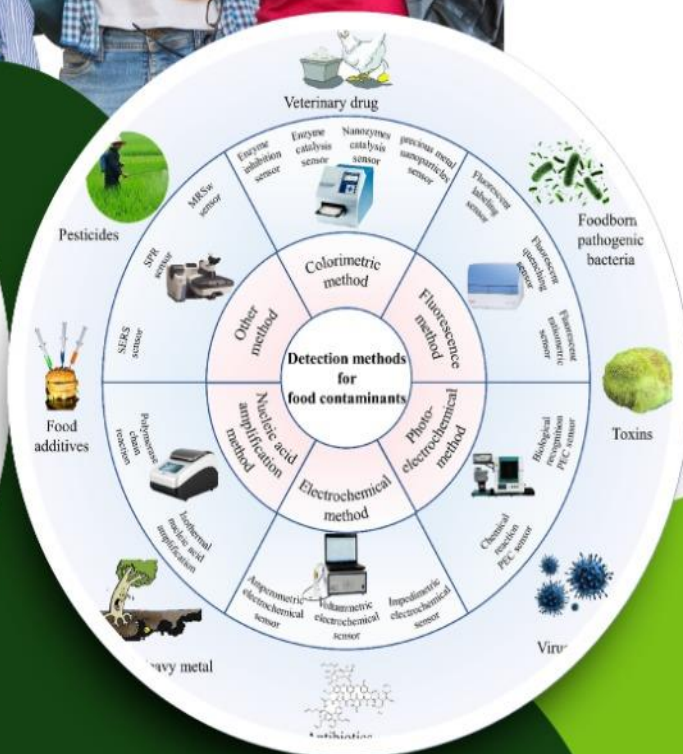 Veterinary drug
Enzyme
inhibition
sensor
Enzyme
catalysis
sensor
Nanozymes
catalysis
sensor
precious metal
nanoparticles
sensor
Fluorescent
labeling
sensor
Fluorescent
quenching
sensor
Fluorescent
ratiometric
sensor
Foodborn
pathogenic
bacteria
Pesticides
MRSw
sensor
SPR
sensor
SERS
sensor
Colorimetric
method
Fluorescence
method
Other
method
Detection methods
for
food contaminants
Nucleic acid
amplification
method
Photo-
electrochemical
method
Electrochemical
method
Food
additives
Polymerase
chain
reaction
Isothermal
nucleic acid
amplification
Biological
recognition
PEC sensor
Chemical
reaction
PEC sensor
Toxins
Amperometric
electrochemical
sensor
Voltammetric
electrochemical
sensor
Impedimetric
electrochemical
sensor
eavy metal
Viru
Antibiotics